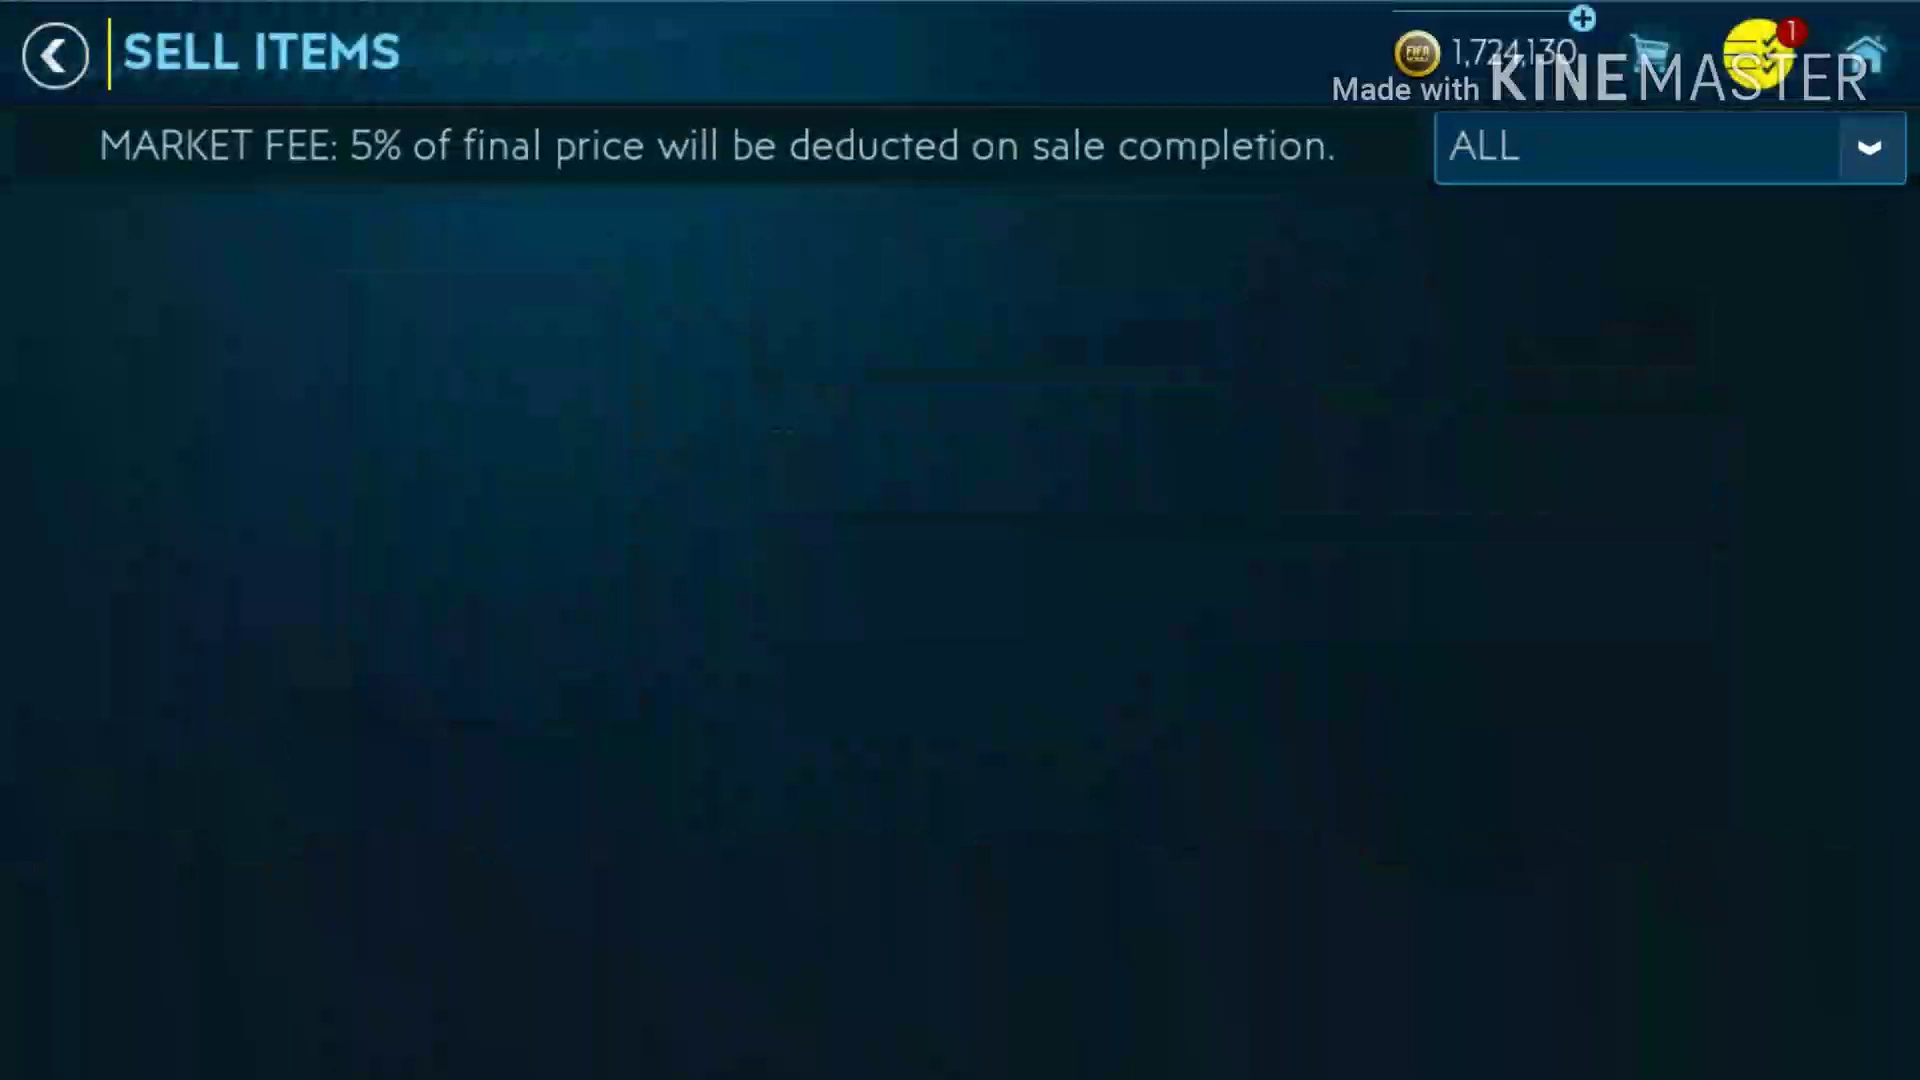 SELL ITEMS
1,724,130
1
Made with KINEMASTER
MARKET FEE: 5% of final price will be deducted on sale completion.
ALL